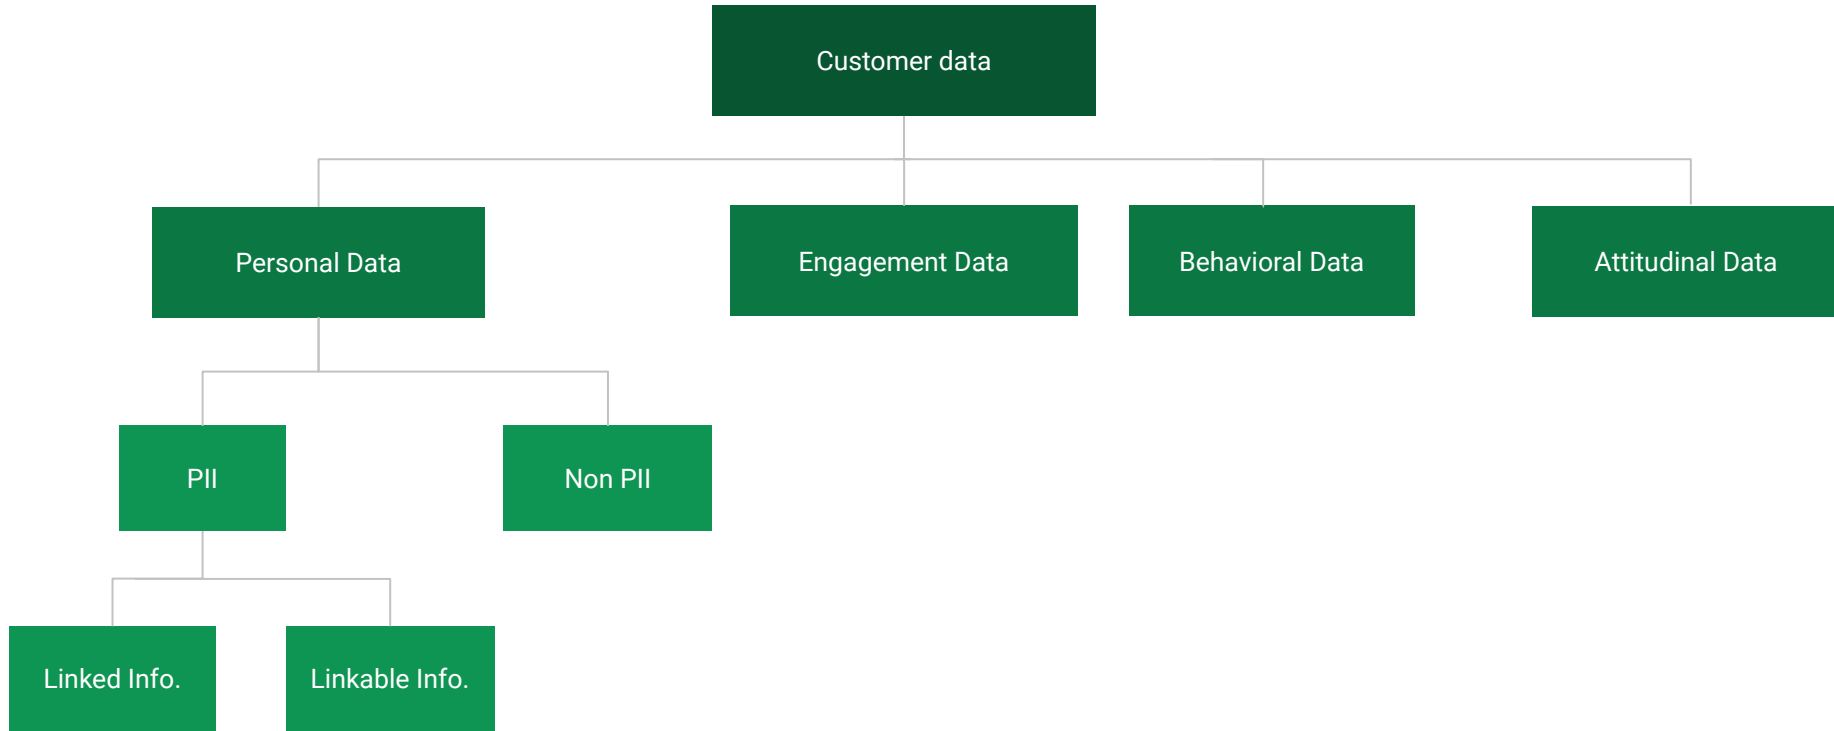 Customer data
Personal Data
Engagement Data
Behavioral Data
Attitudinal Data
PII
Non PII
Linked Info.
Linkable Info.